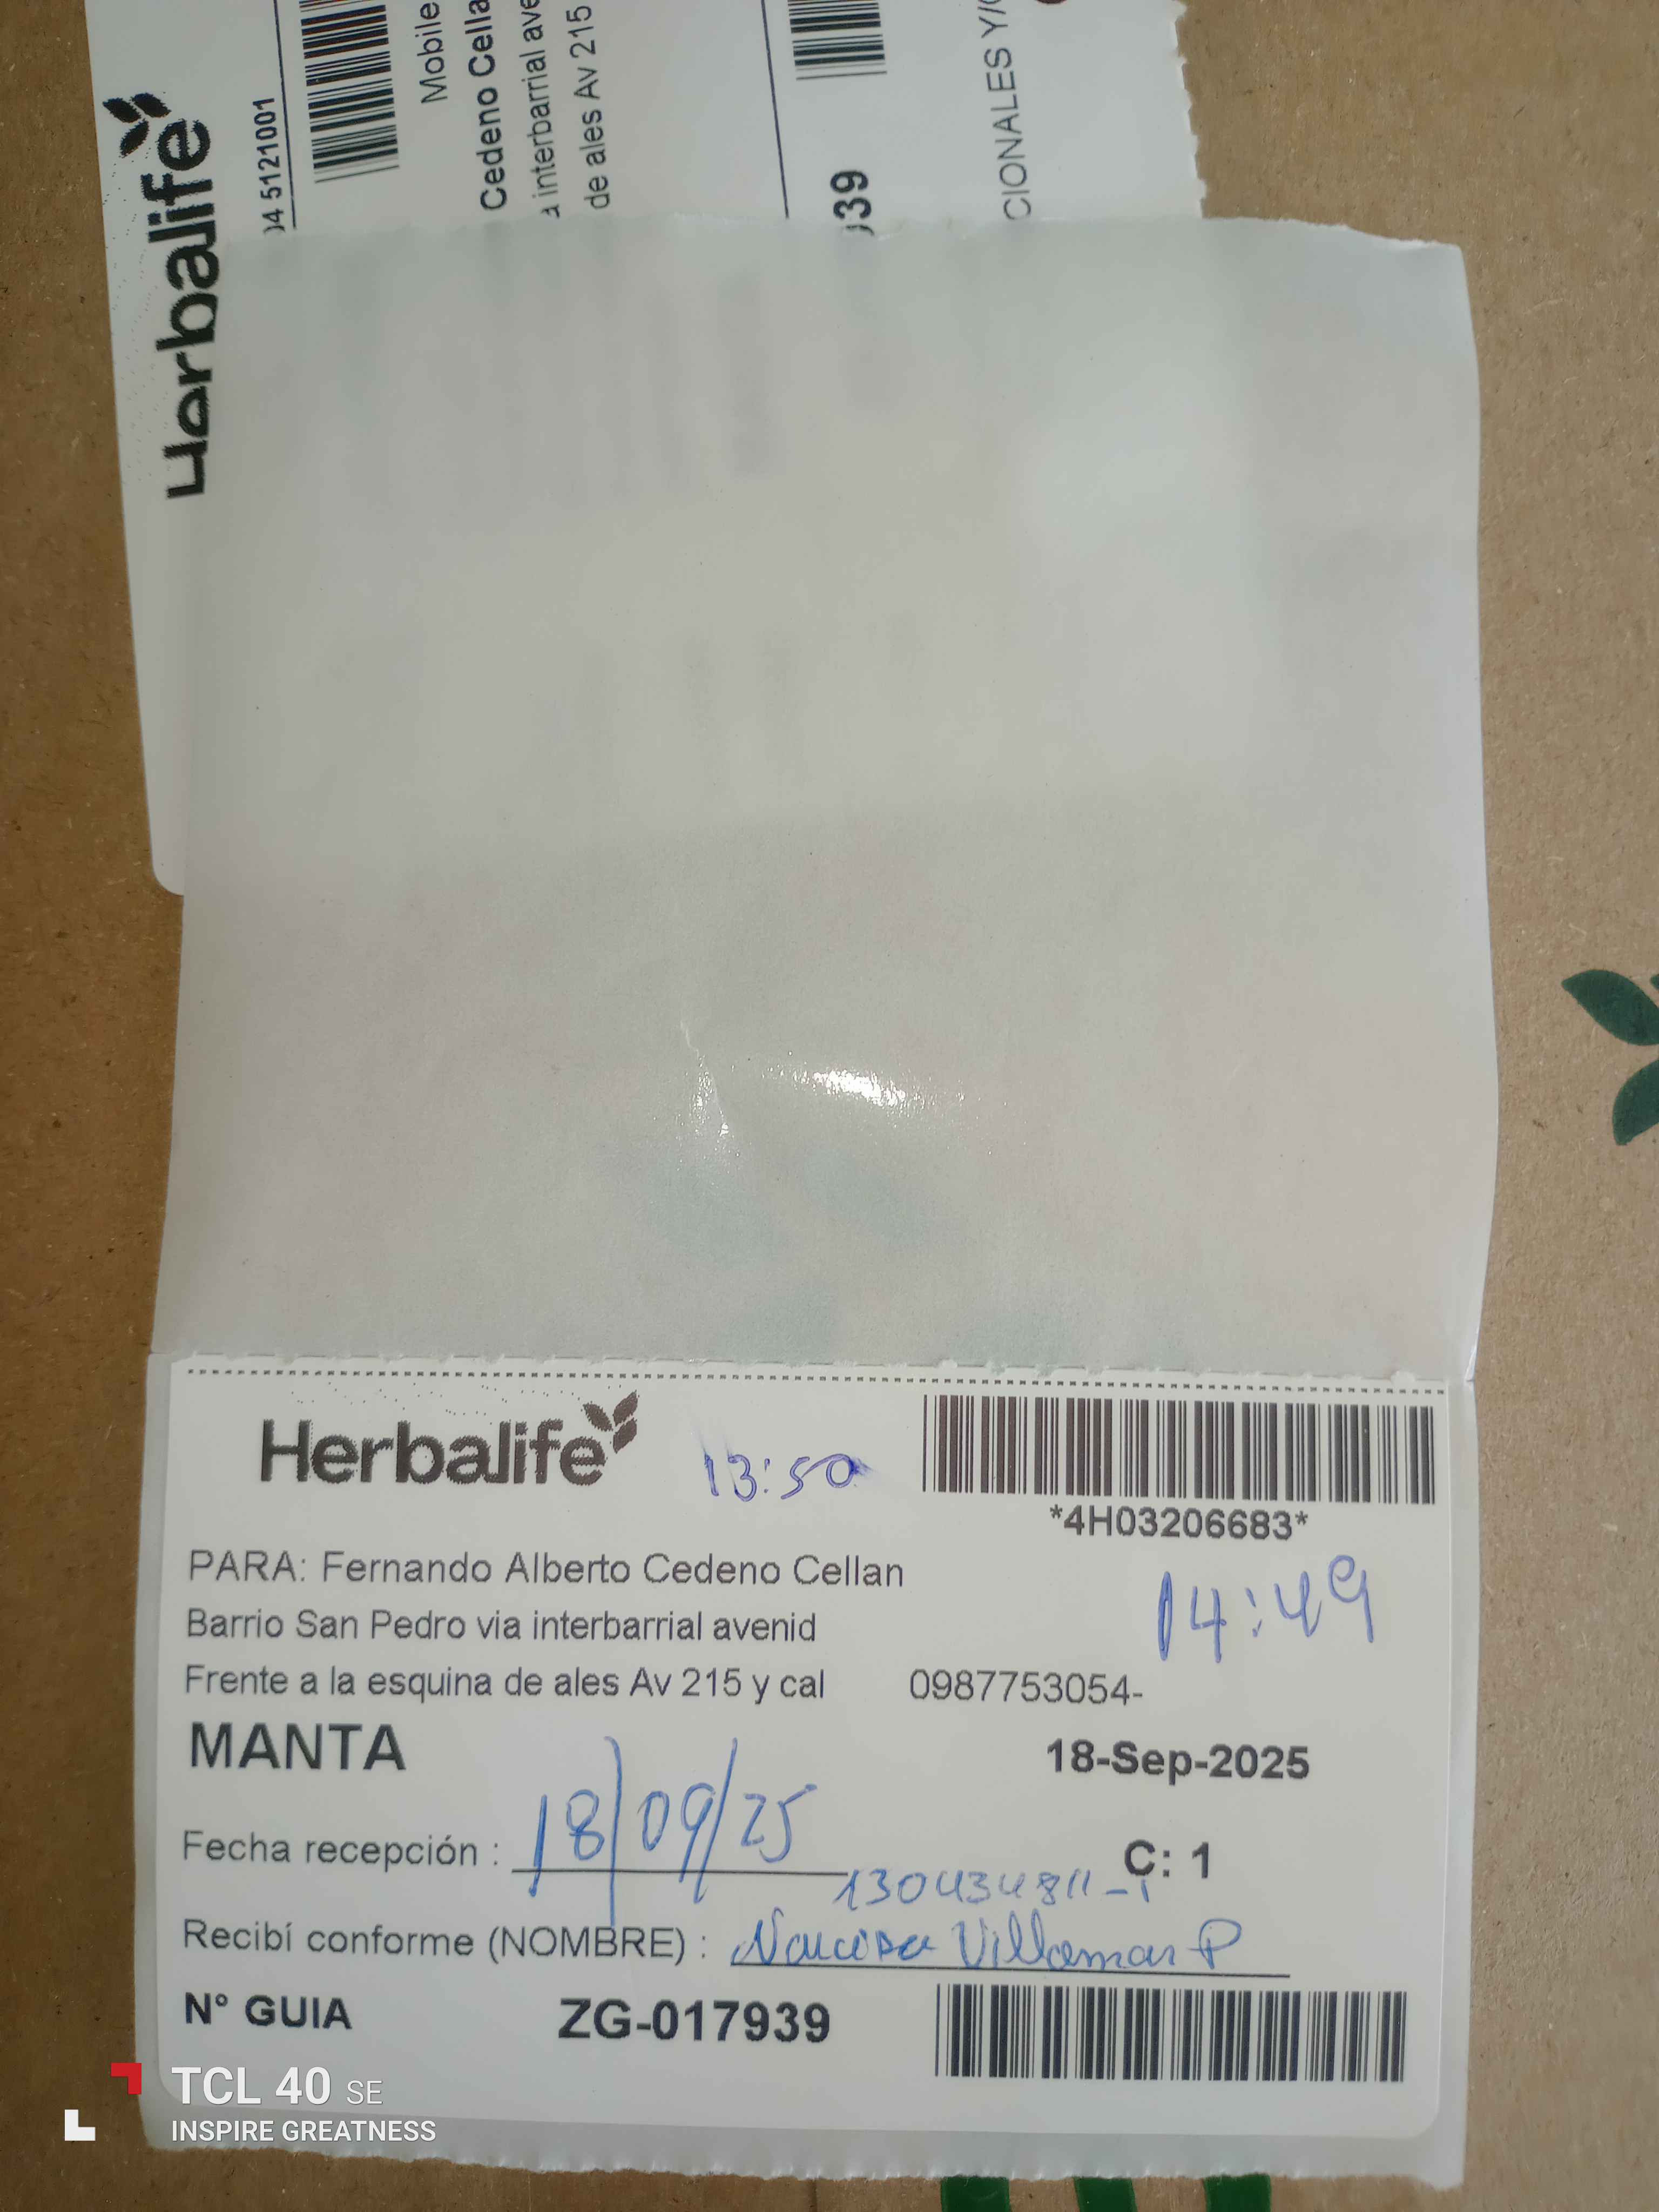 Herbalife
04 5121001
Mobile
Cedeno Cella
a interbarrial ave
de ales Av 215
939
CIONALES Y/
Herbalife
13:50
*4H03206683*
PARA: Fernando Alberto Cedeno Cellan
14:49
Barrio San Pedro via interbarrial avenid
Frente a la esquina de ales Av 215 y cal 0987753054-
MANTA
18-Sep-2025
Fecha recepción : 18/09/25
C: 1
130434811-1
Recibí conforme (NOMBRE) : Narcisa Villamar P
N° GUIA ZG-017939
TCL 40 SE
INSPIRE GREATNESS